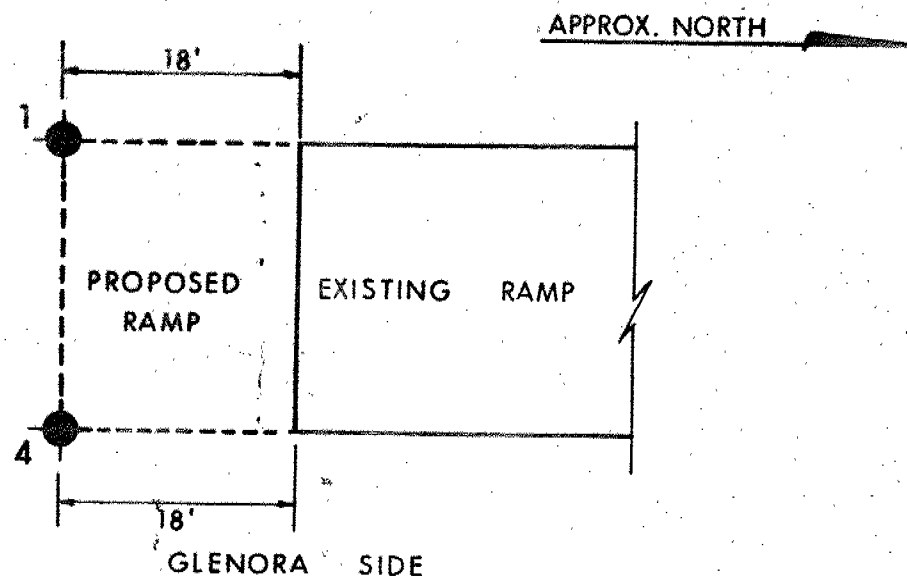 APPROX. NORTH
18'
1
PROPOSED
RAMP
EXISTING RAMP
4
18'
GLENORA SIDE